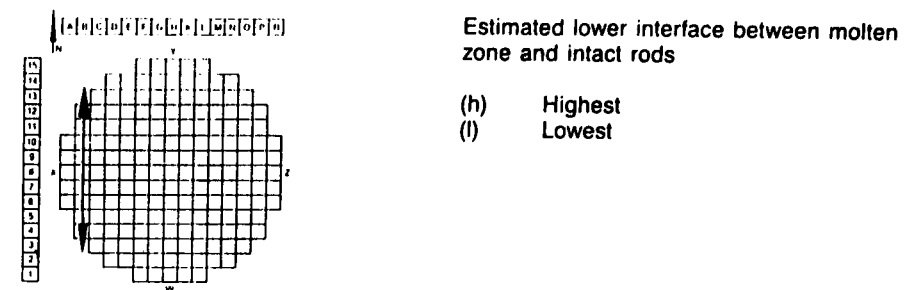 A B C D E F G H K L M N O P R
N
Y
15
14
13
12
11
10
9
8
7
6
5
4
3
2
1
X
Z
W
Estimated lower interface between molten
zone and intact rods
(h) Highest
(l) Lowest